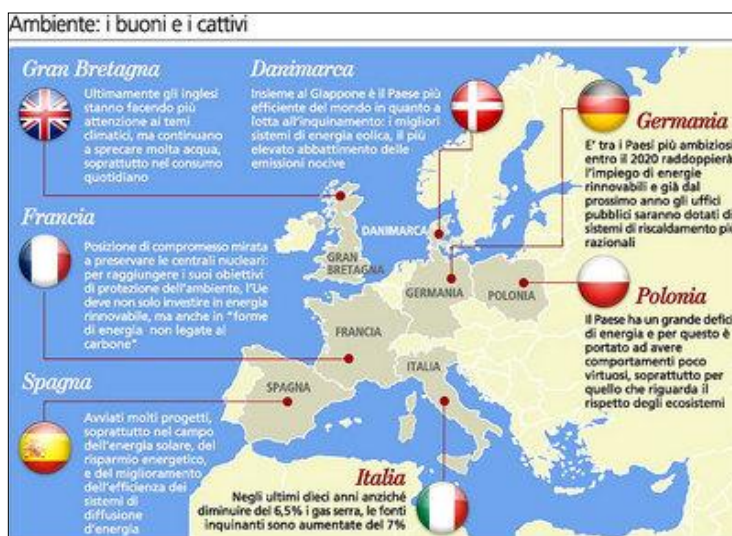 Ambiente: i buoni e i cattivi
Gran Bretagna
Ultimamente gli inglesi
stanno facendo più
attenzione ai temi
climatici, ma continuano
a sprecare molta acqua,
soprattutto nel consumo
quotidiano
Danimarca
Insieme al Giappone è il Paese più
efficiente del mondo in quanto a
lotta all'inquinamento: i migliori
sistemi di energia eolica, il più
elevato abbattimento delle
emissioni nocive
Germania
E' tra i Paesi più ambiziosi
entro il 2020 raddoppierà
l'impiego di energie
rinnovabili e già dal
prossimo anno gli uffici
pubblici saranno dotati di
sistemi di riscaldamento più
razionali
Francia
Posizione di compromesso mirata
a preservare le centrali nucleari:
per raggiungere i suoi obiettivi
di protezione dell'ambiente, l'Ue
deve non solo investire in energia
rinnovabile, ma anche in "forme
di energia non legate al
carbone"
Polonia
Il Paese ha un grande defici
di energia e per questo è
portato ad avere
comportamenti poco
virtuosi, soprattutto per
quello che riguarda il
rispetto degli ecosistemi
Spagna
Avviati molti progetti,
soprattutto nel campo
dell'energia solare, del
risparmio energetico,
e del miglioramento
dell'efficienza dei
sistemi di
diffusione
d'energia
Italia
Negli ultimi dieci anni anziché
diminuire del 6,5% i gas serra, le fonti
inquinanti sono aumentate del 7%
DANIMARCA
GRAN
BRETAGNA
GERMANIA
POLONIA
FRANCIA
ITALIA
SPAGNA